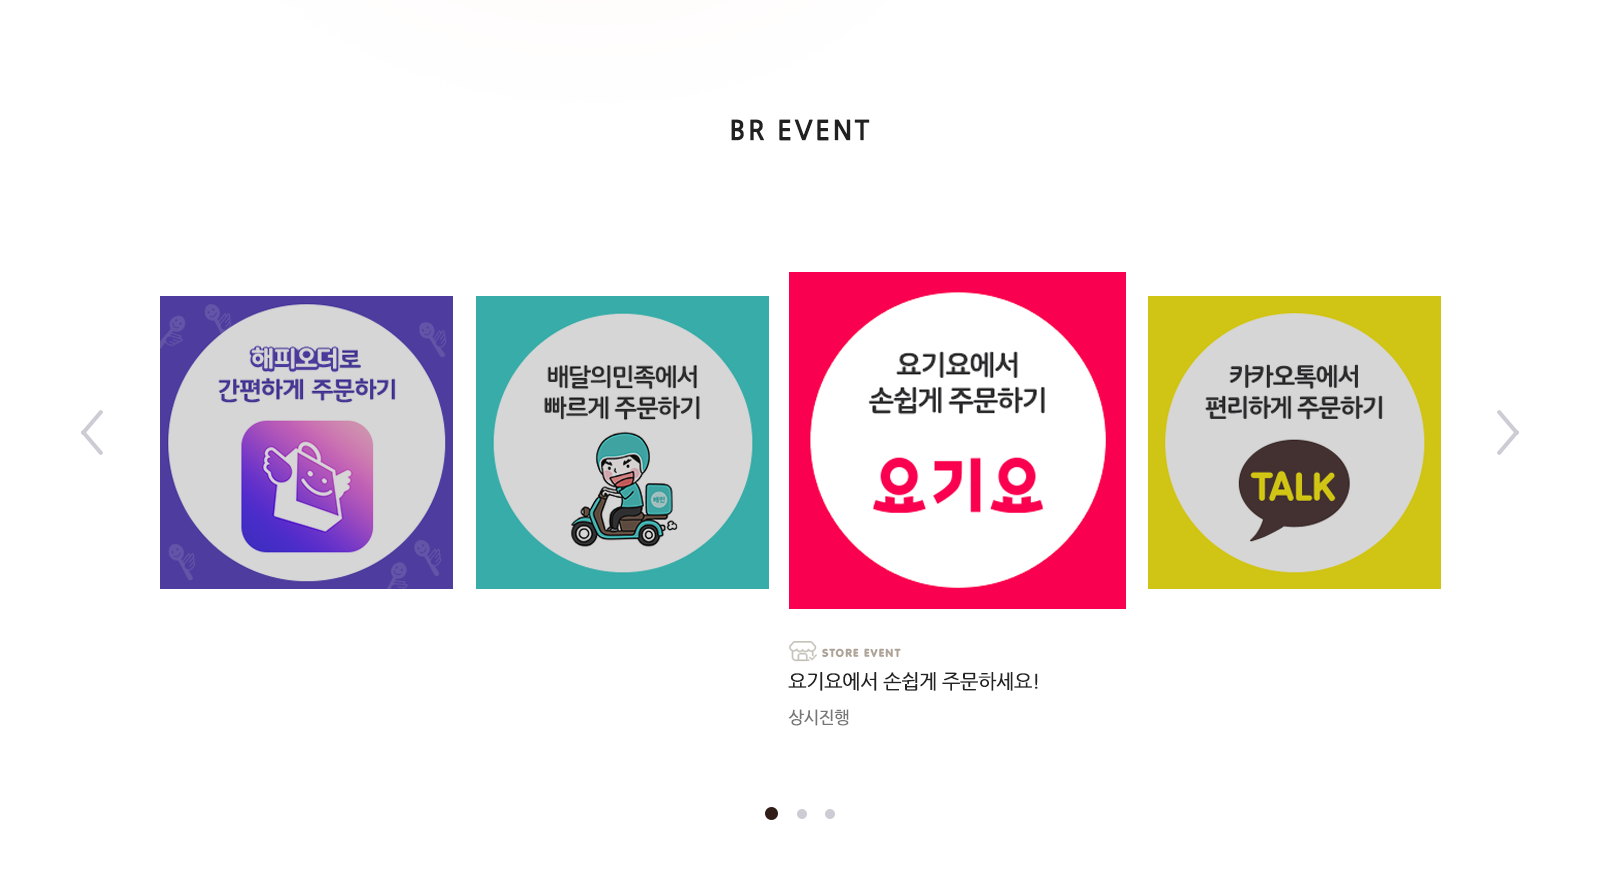 BR EVENT
해피오더로
간편하게 주문하기
배달의민족에서
빠르게 주문하기
배민
요기요에서
손쉽게 주문하기
요기요
카카오톡에서
편리하게 주문하기
TALK
STORE EVENT
요기요에서 손쉽게 주문하세요!
상시진행